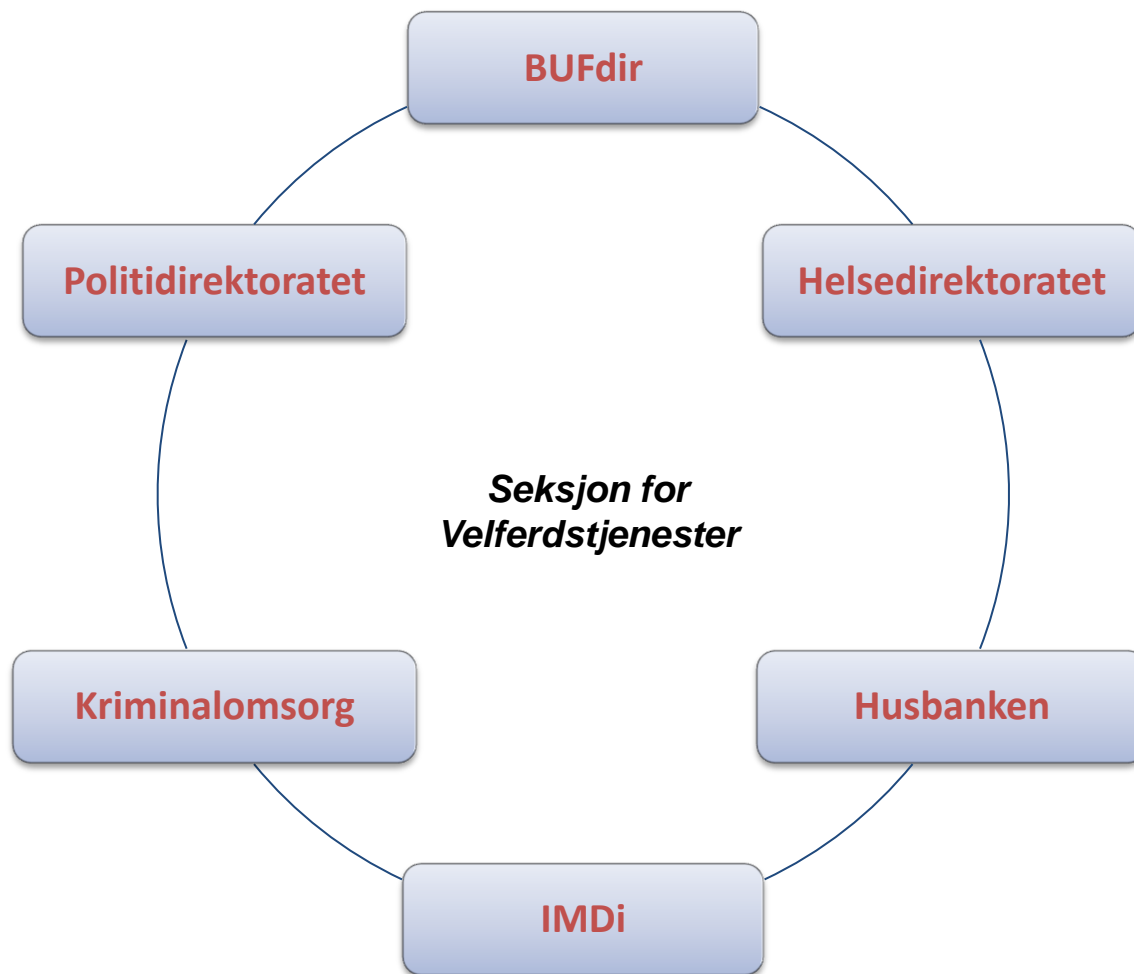 BUFdir
Politidirektoratet
Helsedirektoratet
Seksjon for
Velferdstjenester
Kriminalomsorg
Husbanken
IMDi